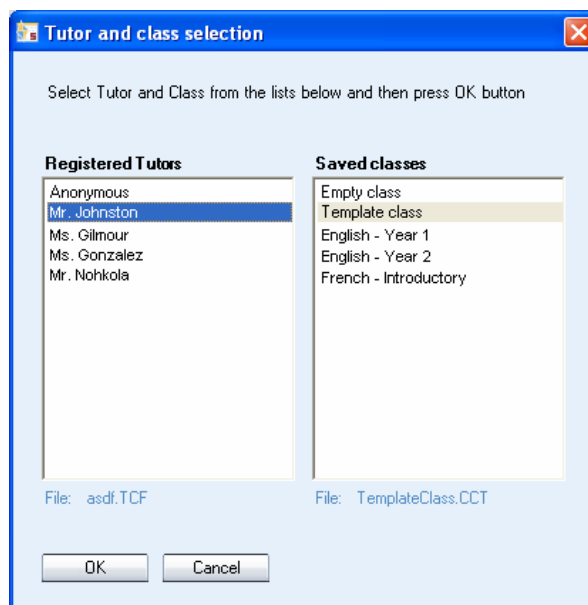 Tutor and class selection
Select Tutor and Class from the lists below and then press OK button
Registered Tutors
Anonymous
Mr. Johnston
Ms. Gilmour
Ms. Gonzalez
Mr. Nohkola
File: asdf.TCF
Saved classes
Empty class
Template class
English - Year 1
English - Year 2
French - Introductory
File: TemplateClass.CCT
OK
Cancel